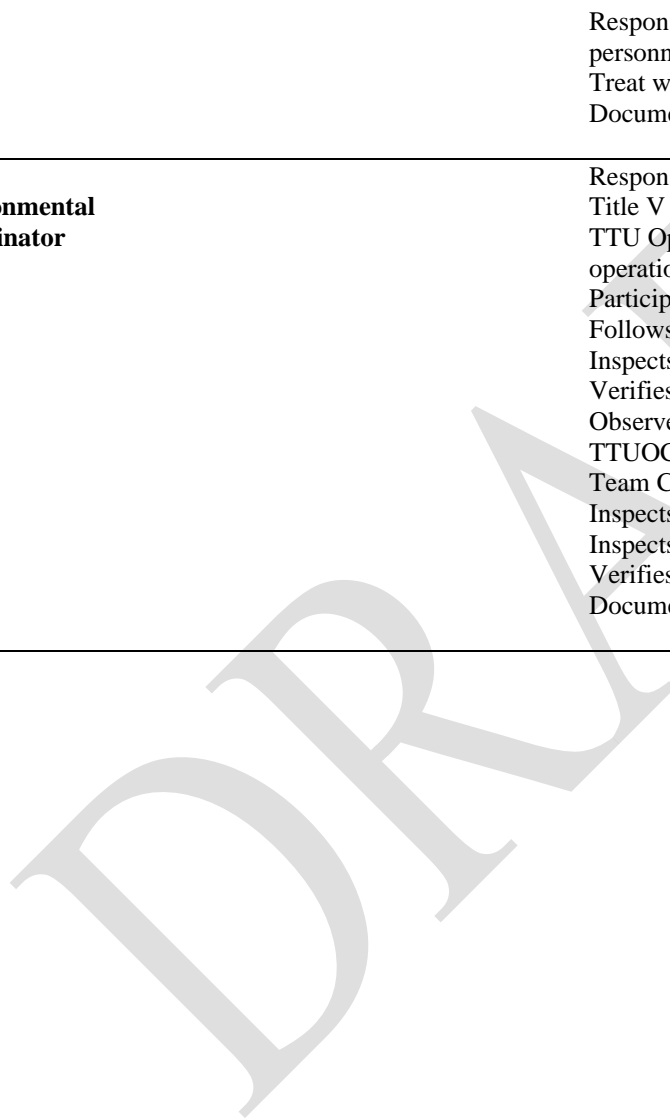 Respon
personn
Treat w
Docume
onmental
inator
Respon
Title V
TTU Op
operatio
Particip
Follows
Inspects
Verifies
Observe
TTUOC
Team C
Inspects
Inspects
Verifies
Docume
DRA